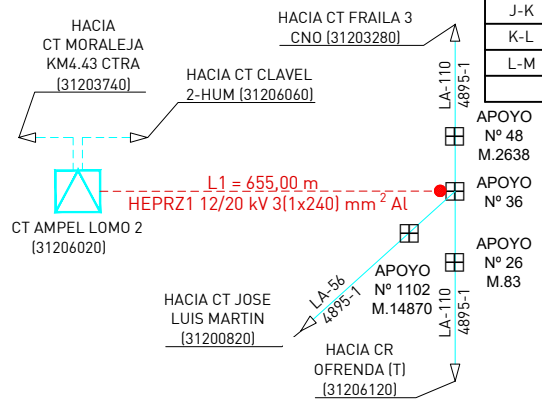 HACIA
CT MORALEJA
KM4.43 CTRA
(31203740)
HACIA CT CLAVEL
2-HUM (31206060)
HACIA CT FRAILA 3
CNO (31203280)
J-K
K-L
L-M
LA-110
4895-1
APOYO
Nº 48
M.2638
L1 = 655,00 m
HEPRZ1 12/20 kV 3(1x240) mm ² Al
APOYO
Nº 36
CT AMPEL LOMO 2
(31206020)
APOYO
Nº 1102
M.14870
APOYO
Nº 26
M.83
LA-56
4895-1
LA-110
4895-1
HACIA CT JOSE
LUIS MARTIN
(31200820)
HACIA CR
OFRENDA (T)
(31206120)